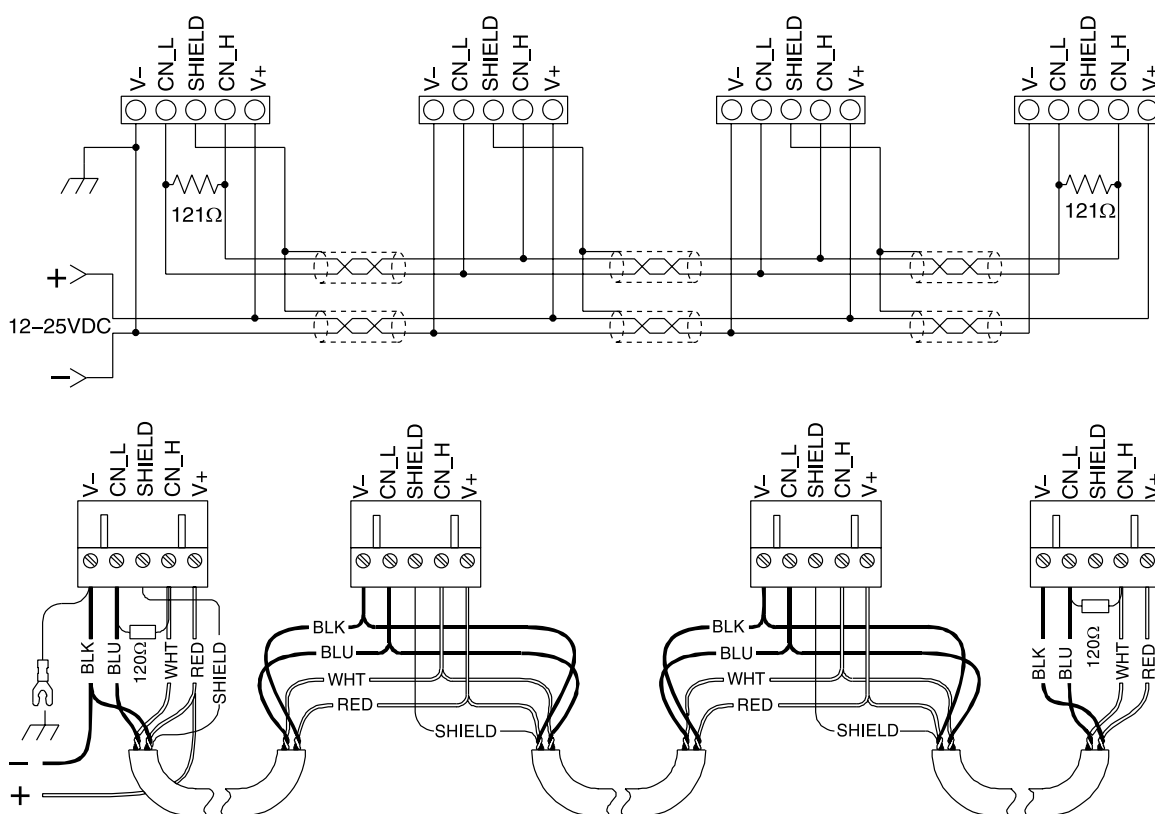 V- CN_L SHIELD CN_H V+
V- CN_L SHIELD CN_H V+
V- CN_L SHIELD CN_H V+
V- CN_L SHIELD CN_H V+
121Ω
121Ω
+
12–25VDC
−
V- CN_L SHIELD CN_H V+
V- CN_L SHIELD CN_H V+
V- CN_L SHIELD CN_H V+
V- CN_L SHIELD CN_H V+
BLK BLU 120Ω WHT RED SHIELD
BLK
BLU
WHT
RED
SHIELD
BLK
BLU
WHT
RED
SHIELD
BLK BLU 120Ω WHT RED
−
+